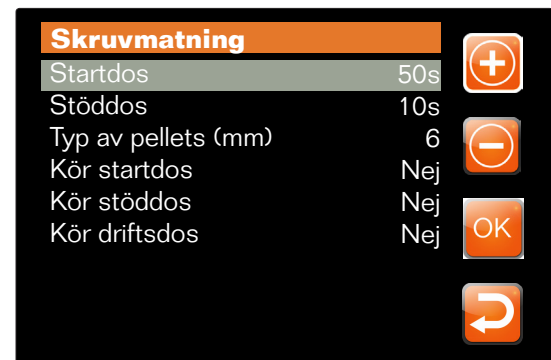 Skruvmatning
Startdos 50s
Stöddos 10s
Typ av pellets (mm) 6
Kör startdos Nej
Kör stöddos Nej
Kör driftsdos Nej
OK